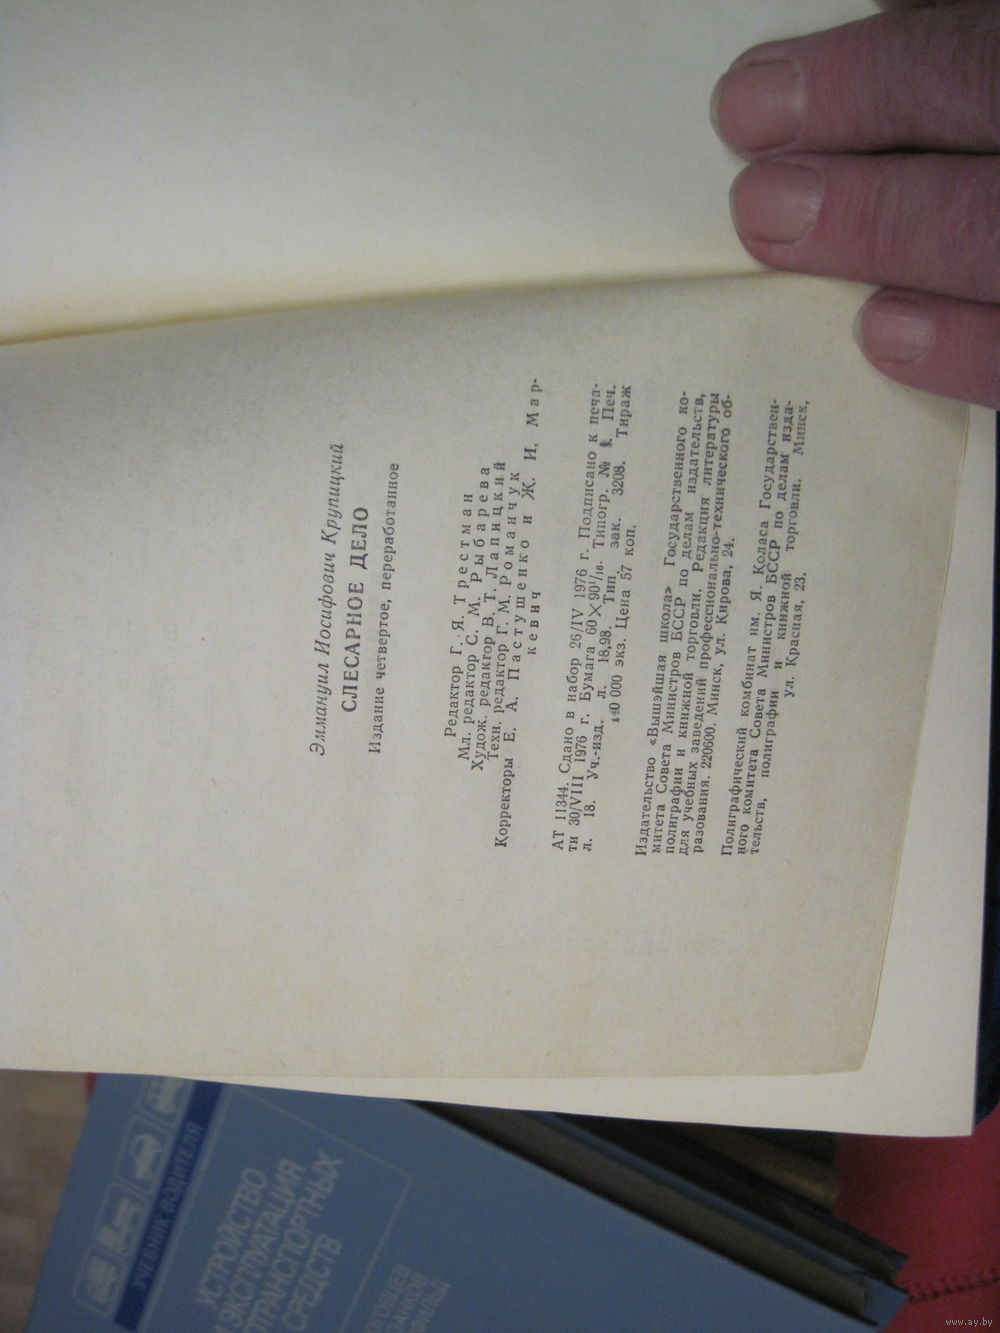 Эммануил Иосифович Крупицкий
СЛЕСАРНОЕ ДЕЛО
Издание четвертое, переработанное
Редактор Г. Я. Трестман
Мл. редактор С. М. Рыбарева
Худож. редактор В. Т. Лапицкий
Техн. редактор Г. М. Романчук
Корректоры Е. А. Пастушенко и Ж. И. Мар-
кевич
АТ 11344. Сдано в набор 26/IV 1976 г. Подписано к печа-
ти 30/VIII 1976 г. Бумага 60×90¹/₁₆. Типогр. № Печ.
л. 18. Уч.-изд. л. 18,98. Тип. зак. 3208. Тираж
140 000 экз. Цена 57 коп.
Издательство «Вышэйшая школа» Государственного ко-
митета Совета Министров БССР по делам издательств,
полиграфии и книжной торговли. Редакция литературы
для учебных заведений профессионально-технического об-
разования. 220600. Минск, ул. Кирова, 24.
Полиграфический комбинат им. Я. Коласа Государствен-
ного комитета Совета Министров БССР по делам изда-
тельств, полиграфии и книжной торговли. Минск,
ул. Красная, 23.
УЧЕБНИК ВОДИТЕЛЯ
УСТРОЙСТВО
И ЭКСПЛУАТАЦИЯ
ТРАНСПОРТНЫХ
СРЕДСТВ
www.ay.by